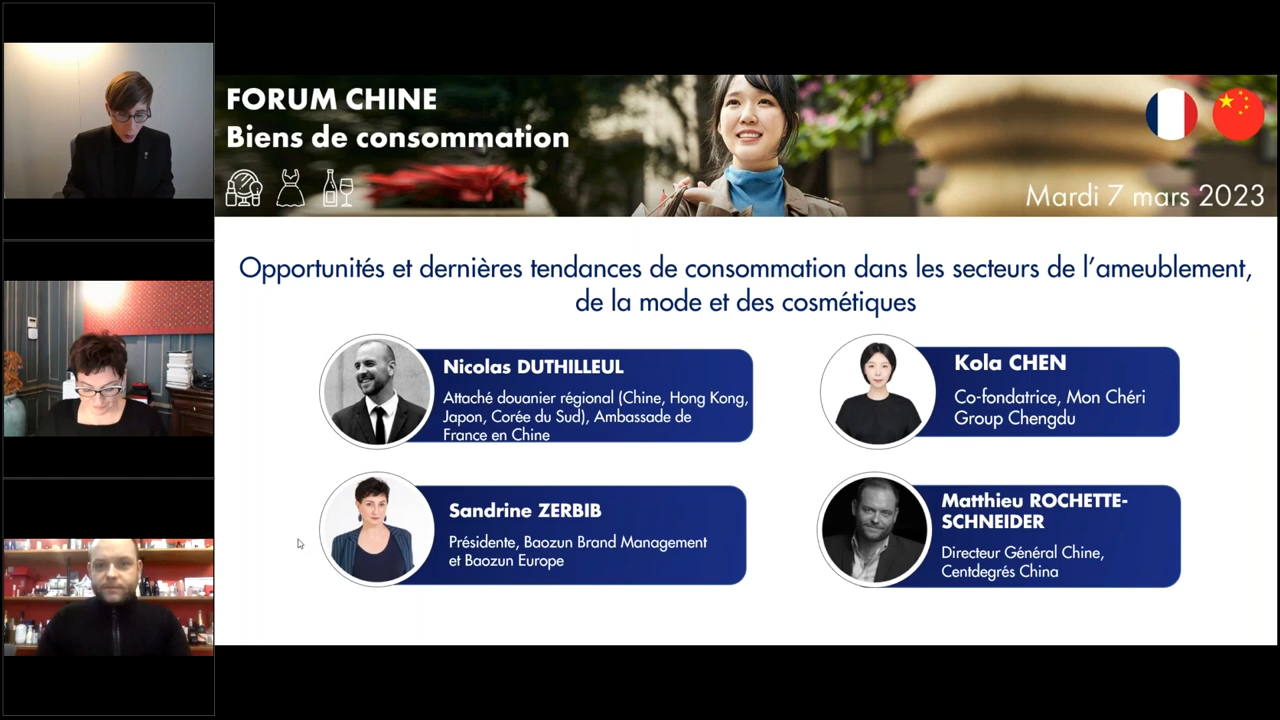 FORUM CHINE
Biens de consommation
Mardi 7 mars 2023
Opportunités et dernières tendances de consommation dans les secteurs de l’ameublement,
de la mode et des cosmétiques
Nicolas DUTHILLEUL
Attaché douanier régional (Chine, Hong Kong,
Japon, Corée du Sud), Ambassade de
France en Chine
Kola CHEN
Co-fondatrice, Mon Chéri
Group Chengdu
Sandrine ZERBIB
Présidente, Baozun Brand Management
et Baozun Europe
Matthieu ROCHETTE-
SCHNEIDER
Directeur Général Chine,
Centdegrés China